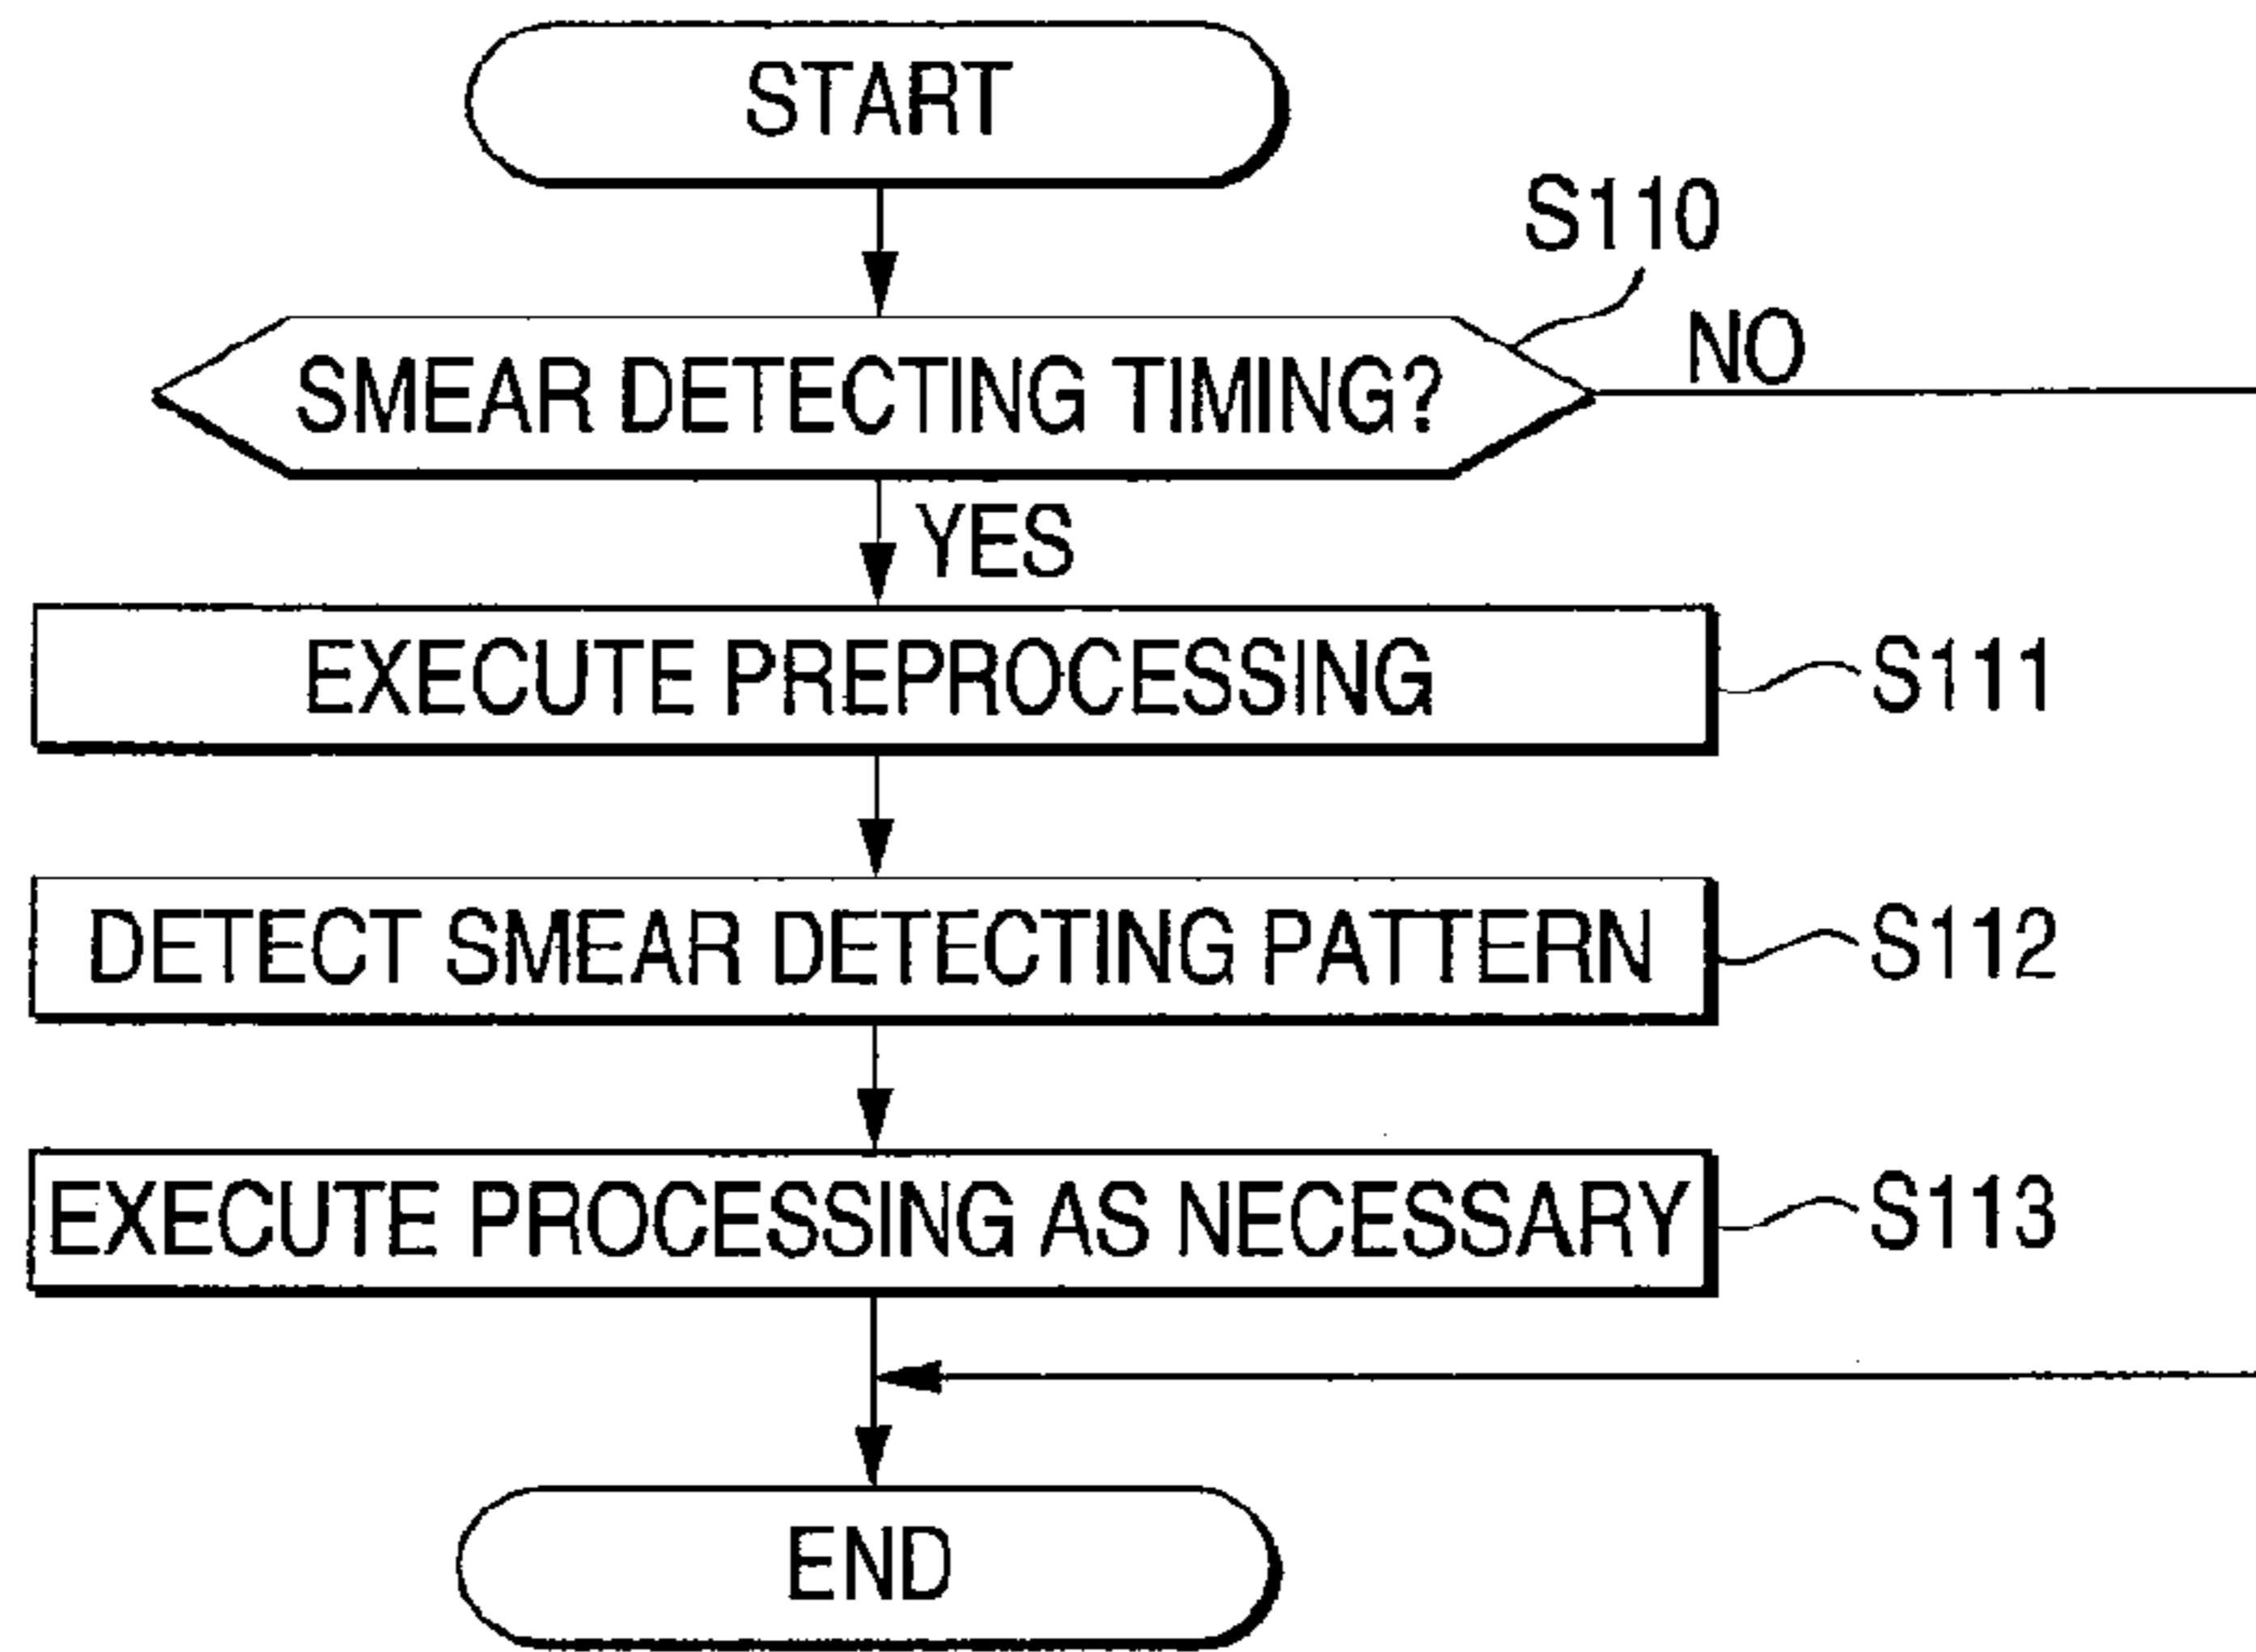 START
S110
SMEAR DETECTING TIMING?
NO
YES
EXECUTE PREPROCESSING
S111
DETECT SMEAR DETECTING PATTERN
S112
EXECUTE PROCESSING AS NECESSARY
S113
END